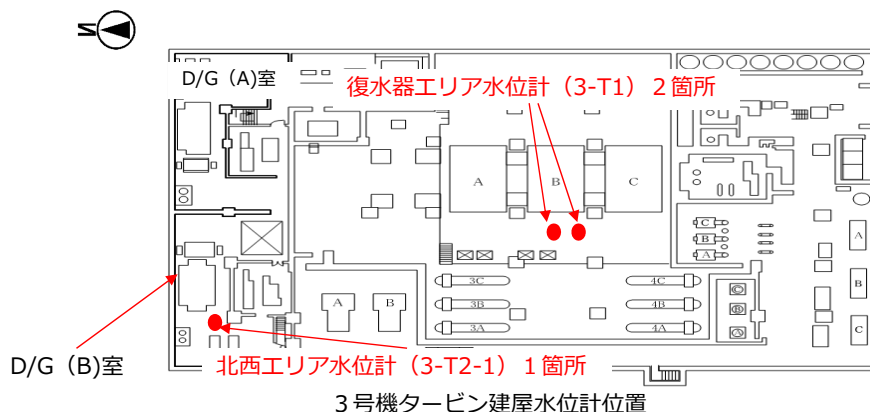 N
D/G（A)室
復水器エリア水位計（3-T1）２箇所
A
B
C
C
B
A
A
B
C
3C
3B
3A
4C
4B
4A
C
B
A
A
B
D/G（B)室
北西エリア水位計（3-T2-1）１箇所
３号機タービン建屋水位計位置